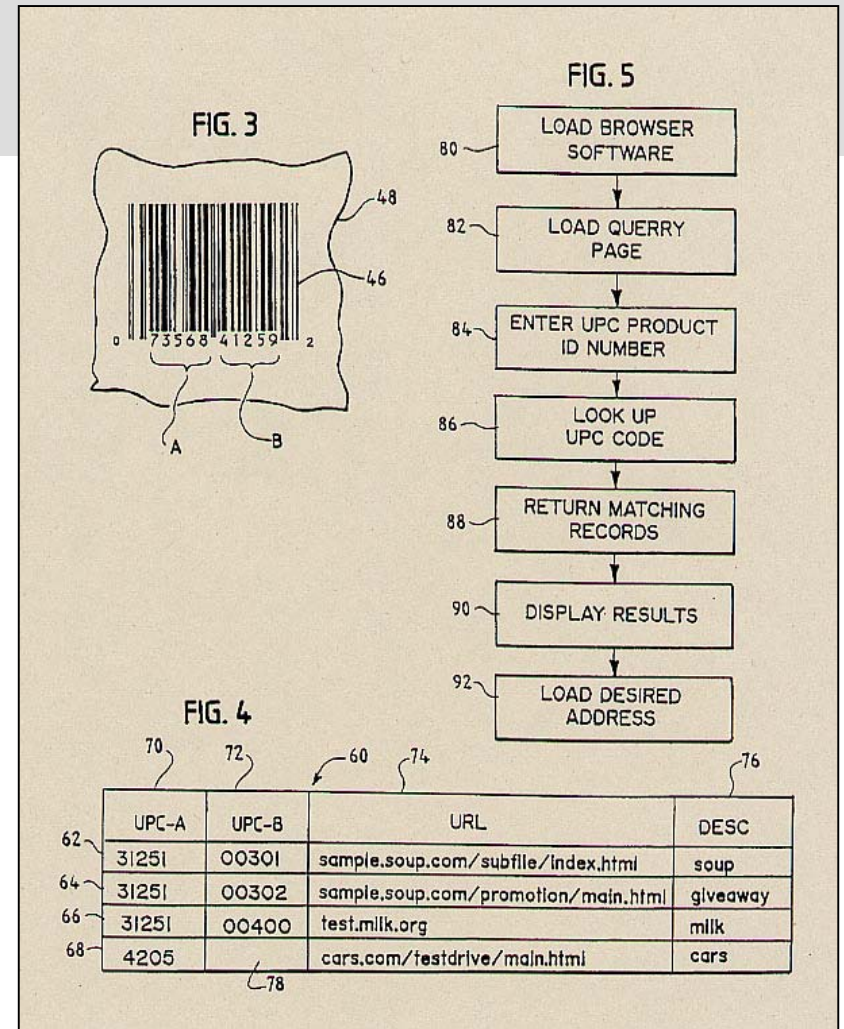 FIG. 3
48
46
0 73568 41259 2
A
B
FIG. 5
80
LOAD BROWSER
SOFTWARE
82
LOAD QUERRY
PAGE
84
ENTER UPC PRODUCT
ID NUMBER
86
LOOK UP
UPC CODE
88
RETURN MATCHING
RECORDS
90
DISPLAY RESULTS
92
LOAD DESIRED
ADDRESS
FIG. 4
70
72
60
74
76
UPC-A UPC-B URL DESC
62 31251 00301 sample.soup.com/subfile/index.html soup
64 31251 00302 sample.soup.com/promotion/main.html giveaway
66 31251 00400 test.milk.org milk
68 4205 cars.com/testdrive/main.html cars
78